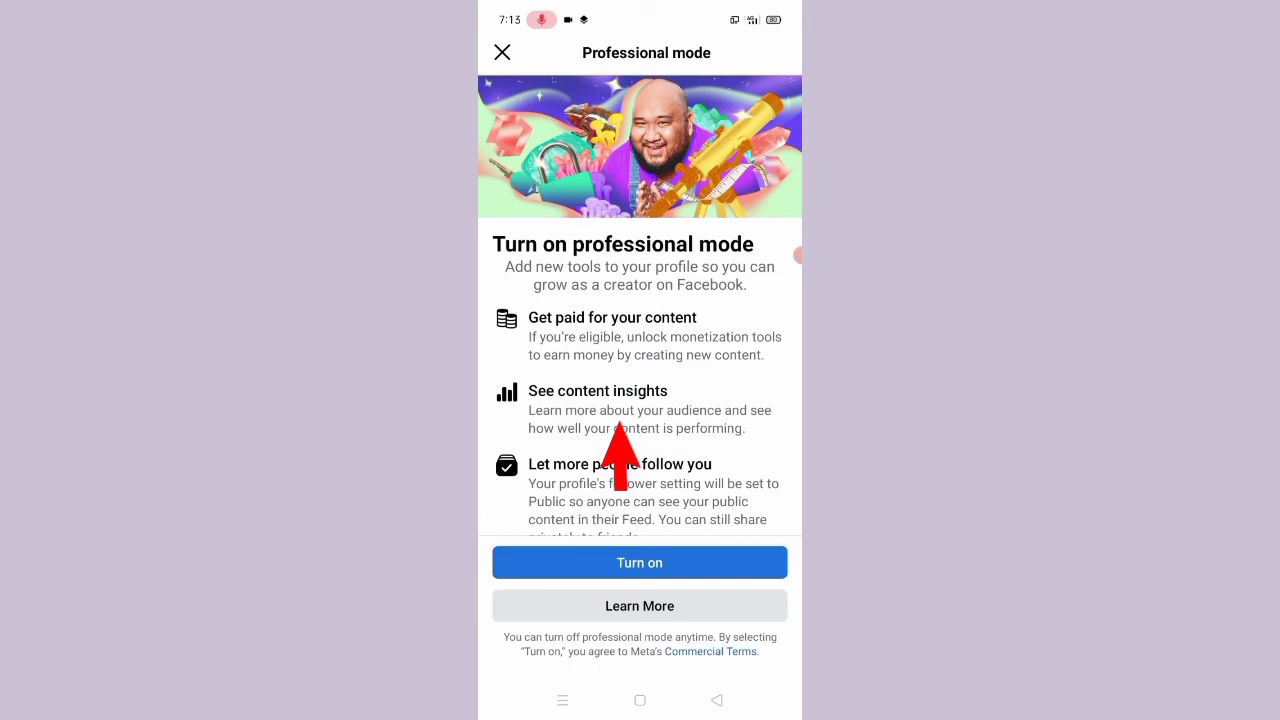 7:13
4G
80
Professional mode
Turn on professional mode
Add new tools to your profile so you can
grow as a creator on Facebook.
Get paid for your content
If you're eligible, unlock monetization tools
to earn money by creating new content.
See content insights
Learn more about your audience and see
how well your content is performing.
Let more people follow you
Your profile's follower setting will be set to
Public so anyone can see your public
content in their Feed. You can still share
privately to friends.
Turn on
Learn More
You can turn off professional mode anytime. By selecting
“Turn on,” you agree to Meta's Commercial Terms.